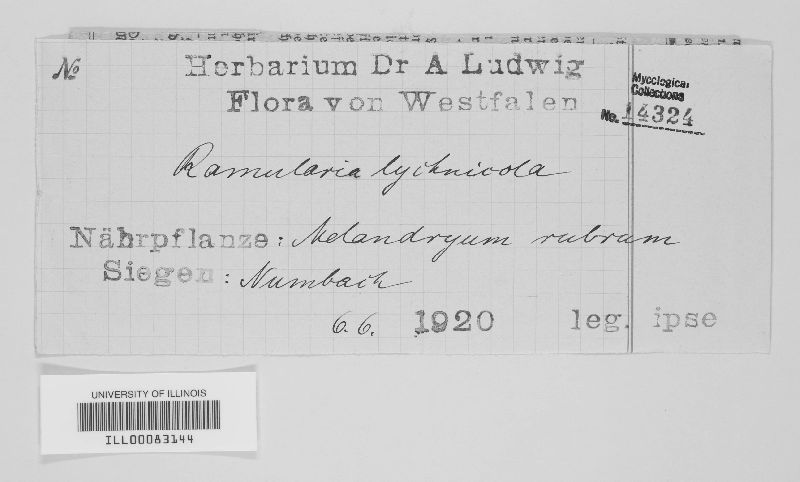 №
Herbarium Dr A Ludwig
Flora von Westfalen
Mycological
Collections
No. 14324
Ramularia lychnicola
Nährpflanze: Melandryum rubrum
Siegen: Numbach
6.6. 1920 leg. ipse
UNIVERSITY OF ILLINOIS
ILL00083144